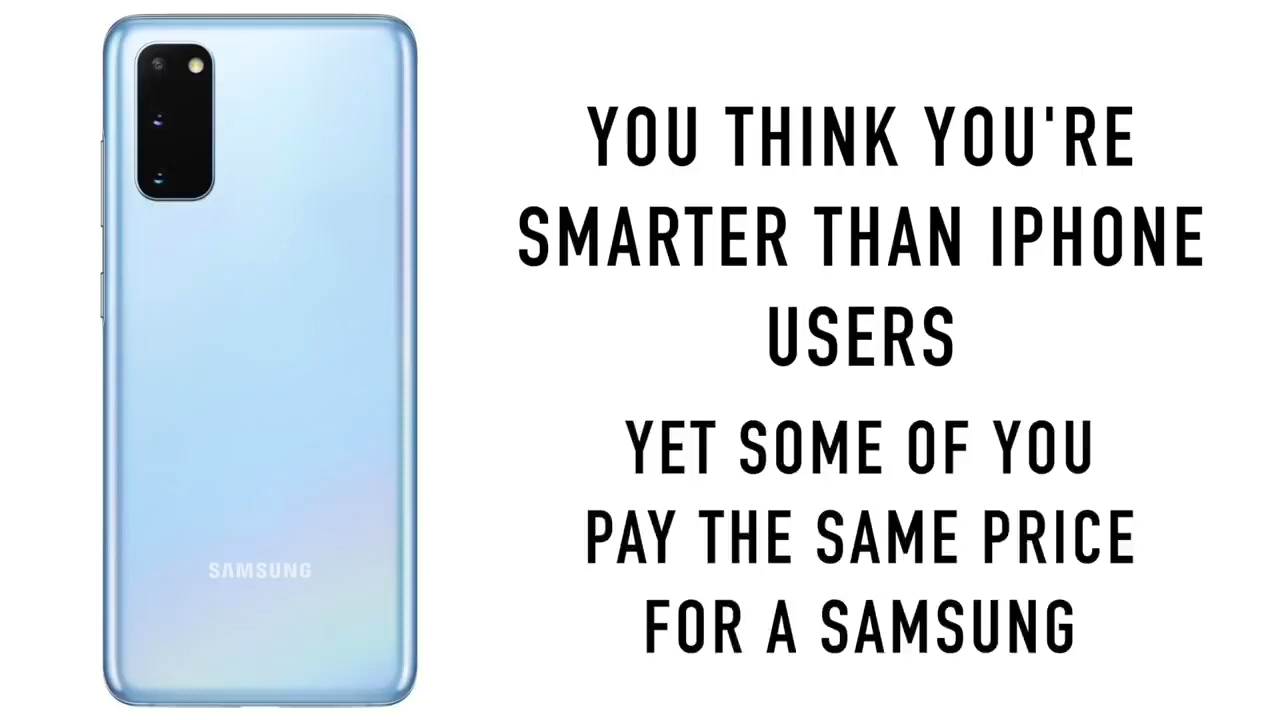 YOU THINK YOU'RE
SMARTER THAN IPHONE
USERS
YET SOME OF YOU
PAY THE SAME PRICE
FOR A SAMSUNG
SAMSUNG